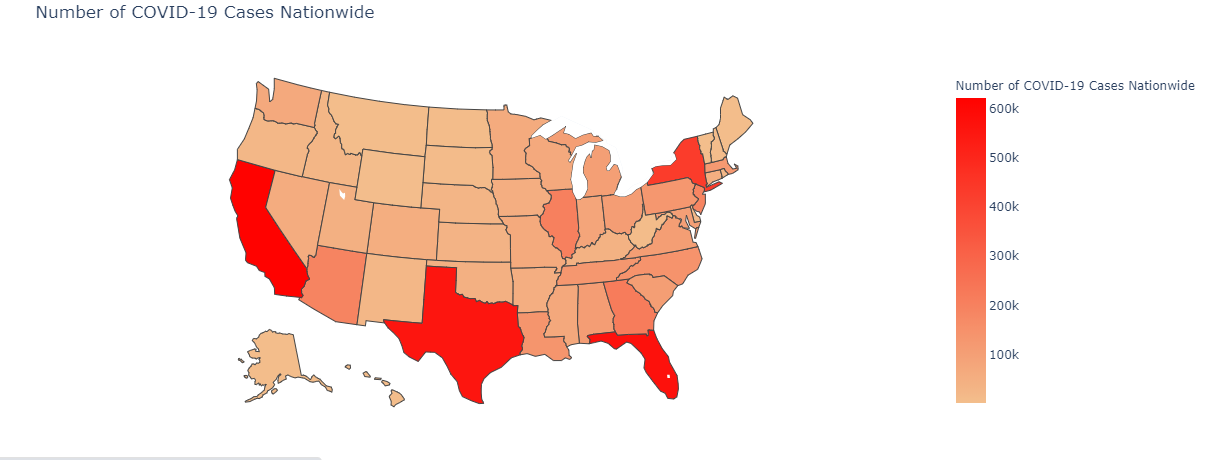 Number of COVID-19 Cases Nationwide
Number of COVID-19 Cases Nationwide
600k
500k
400k
300k
200k
100k